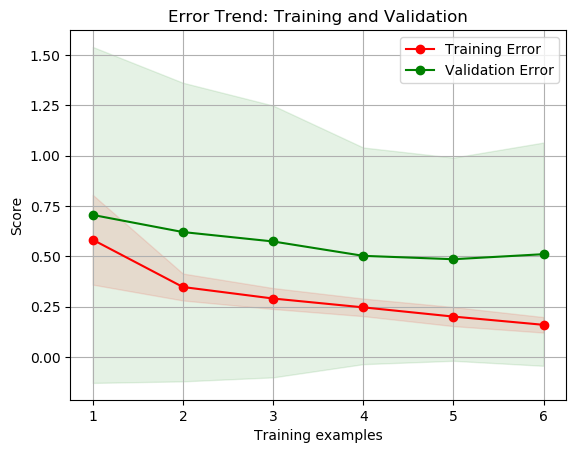 Error Trend: Training and Validation
Training Error
Validation Error
1.50
1.25
1.00
0.75
0.50
0.25
0.00
Score
1 2 3 4 5 6
Training examples